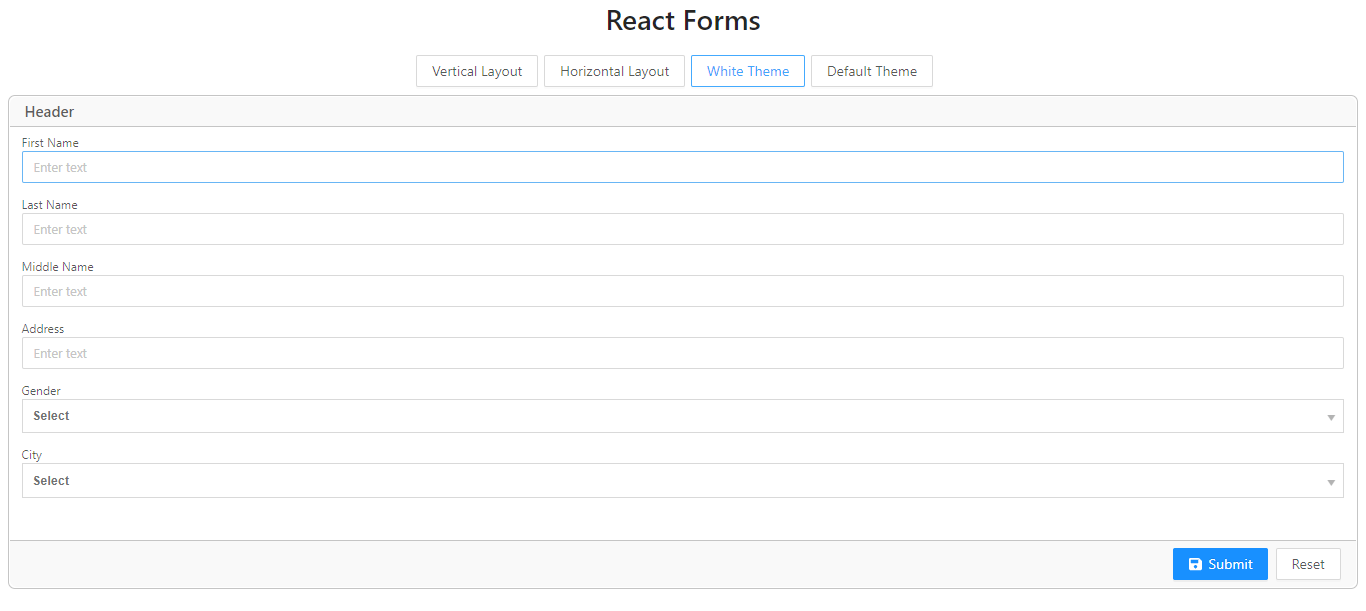 React Forms
Vertical Layout Horizontal Layout White Theme Default Theme
Header
First Name
Enter text
Last Name
Enter text
Middle Name
Enter text
Address
Enter text
Gender
Select
City
Select
Submit Reset